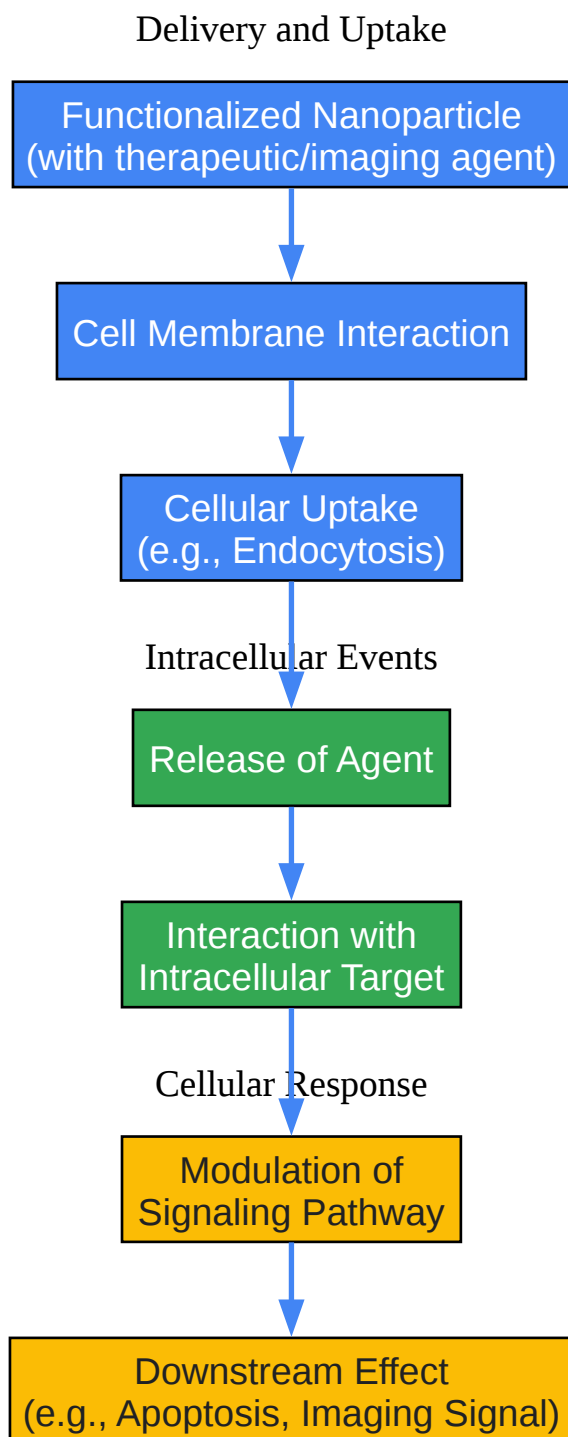 Delivery and Uptake
Functionalized Nanoparticle
(with therapeutic/imaging agent)
Cell Membrane Interaction
Cellular Uptake
(e.g., Endocytosis)
Intracellular Events
Release of Agent
Interaction with
Intracellular Target
Cellular Response
Modulation of
Signaling Pathway
Downstream Effect
(e.g., Apoptosis, Imaging Signal)